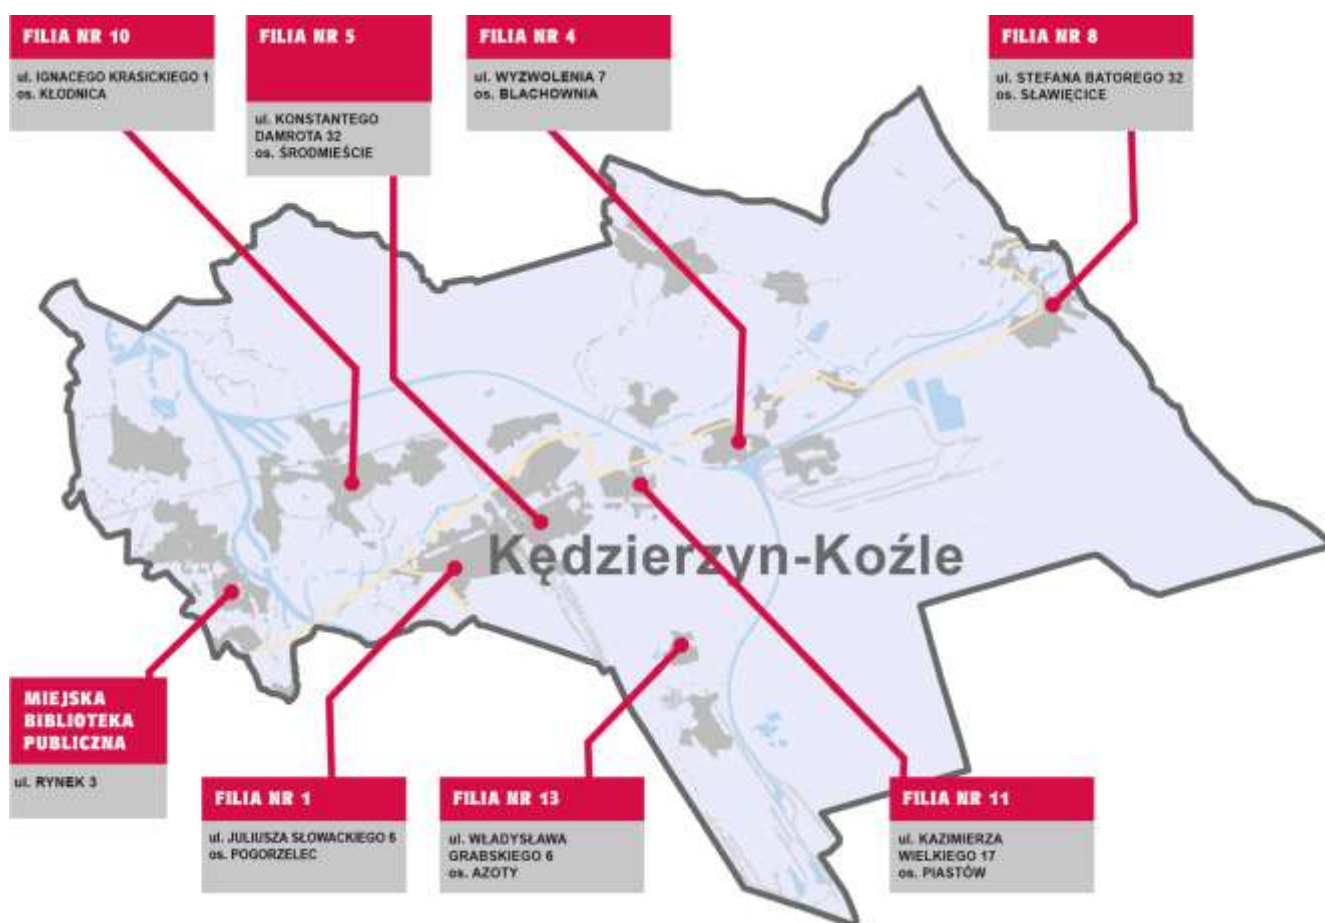 FILIA NR 10
ul. IGNACEGO KRASICKIEGO 1
os. KŁODNICA
FILIA NR 5
ul. KONSTANTEGO
DAMROTA 32
os. ŚRODMIEŚCIE
FILIA NR 4
ul. WYZWOLENIA 7
os. BLACHOWNIA
FILIA NR 8
ul. STEFANA BATOREGO 32
os. SŁAWIĘCICE
Kędzierzyn-Koźle
MIEJSKA
BIBLIOTEKA
PUBLICZNA
ul. RYNEK 3
FILIA NR 1
ul. JULIUSZA SŁOWACKIEGO 6
os. POGORZELEC
FILIA NR 13
ul. WŁADYSŁAWA
GRABSKIEGO 6
os. AZOTY
FILIA NR 11
ul. KAZIMIERZA
WIELKIEGO 17
os. PIASTÓW